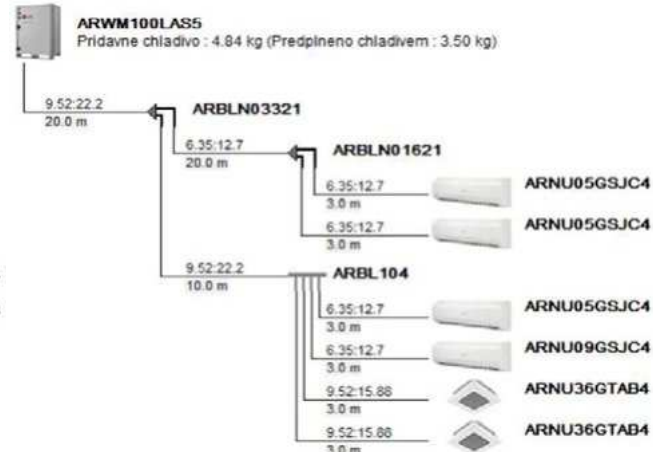 ARWM100LAS5
Pridavne chladivo : 4.84 kg (Predplneno chladivem : 3.50 kg)
9.52:22.2
20.0 m
ARBLN03321
6.35:12.7
20.0 m
ARBLN01621
6.35:12.7
3.0 m
ARNU05GSJC4
6.35:12.7
3.0 m
ARNU05GSJC4
9.52:22.2
10.0 m
ARBL104
6.35:12.7
3.0 m
ARNU05GSJC4
6.35:12.7
3.0 m
ARNU09GSJC4
9.52:15.88
3.0 m
ARNU36GTAB4
9.52:15.88
3.0 m
ARNU36GTAB4